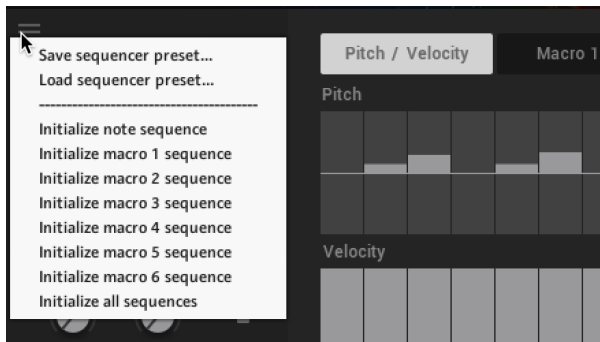 Save sequencer preset...
Load sequencer preset...
----------------------------------------
Initialize note sequence
Initialize macro 1 sequence
Initialize macro 2 sequence
Initialize macro 3 sequence
Initialize macro 4 sequence
Initialize macro 5 sequence
Initialize macro 6 sequence
Initialize all sequences
Pitch / Velocity
Macro 1
Pitch
Velocity